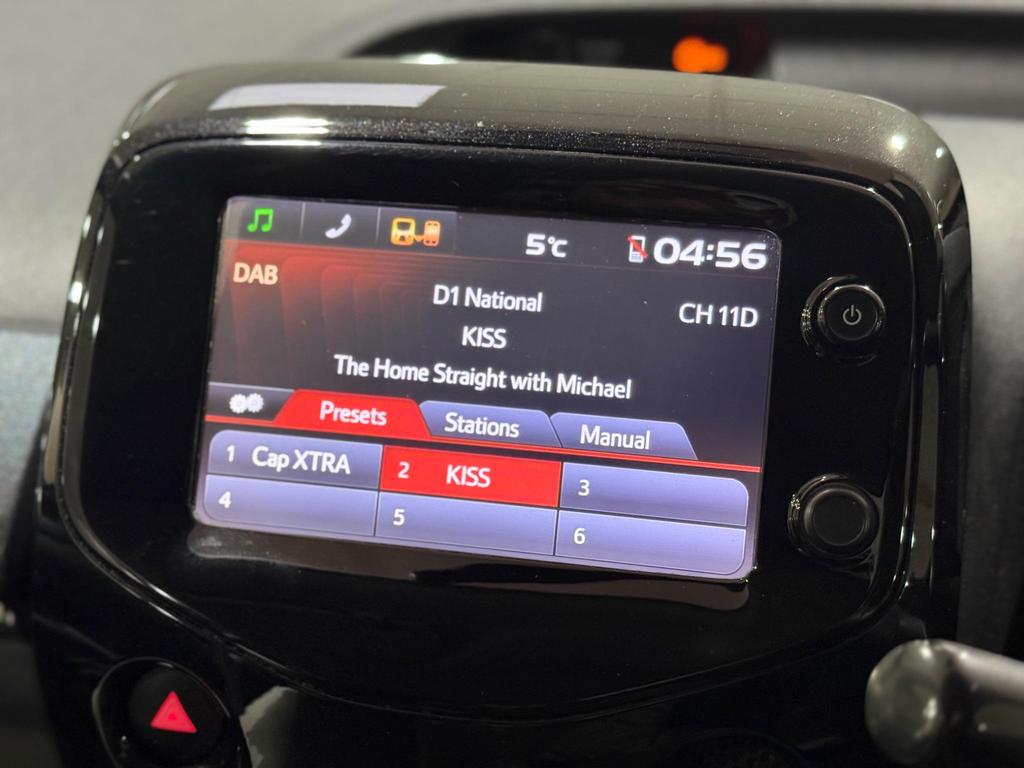 5°C 04:56
DAB
D1 National
CH 11D
KISS
The Home Straight with Michael
Presets Stations Manual
1 Cap XTRA 2 KISS 3
4 5 6